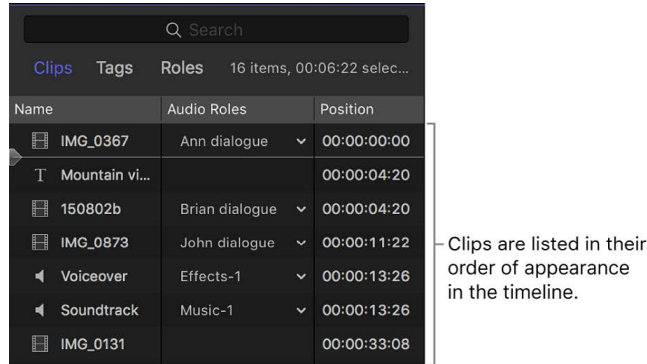 Search
Clips Tags Roles 16 items, 00:06:22 selec...
Name Audio Roles Position
IMG_0367 Ann dialogue 00:00:00:00
T Mountain vi... 00:00:04:20
150802b Brian dialogue 00:00:04:20
IMG_0873 John dialogue 00:00:11:22
Voiceover Effects-1 00:00:13:26
Soundtrack Music-1 00:00:13:26
IMG_0131 00:00:33:08
Clips are listed in their
order of appearance
in the timeline.